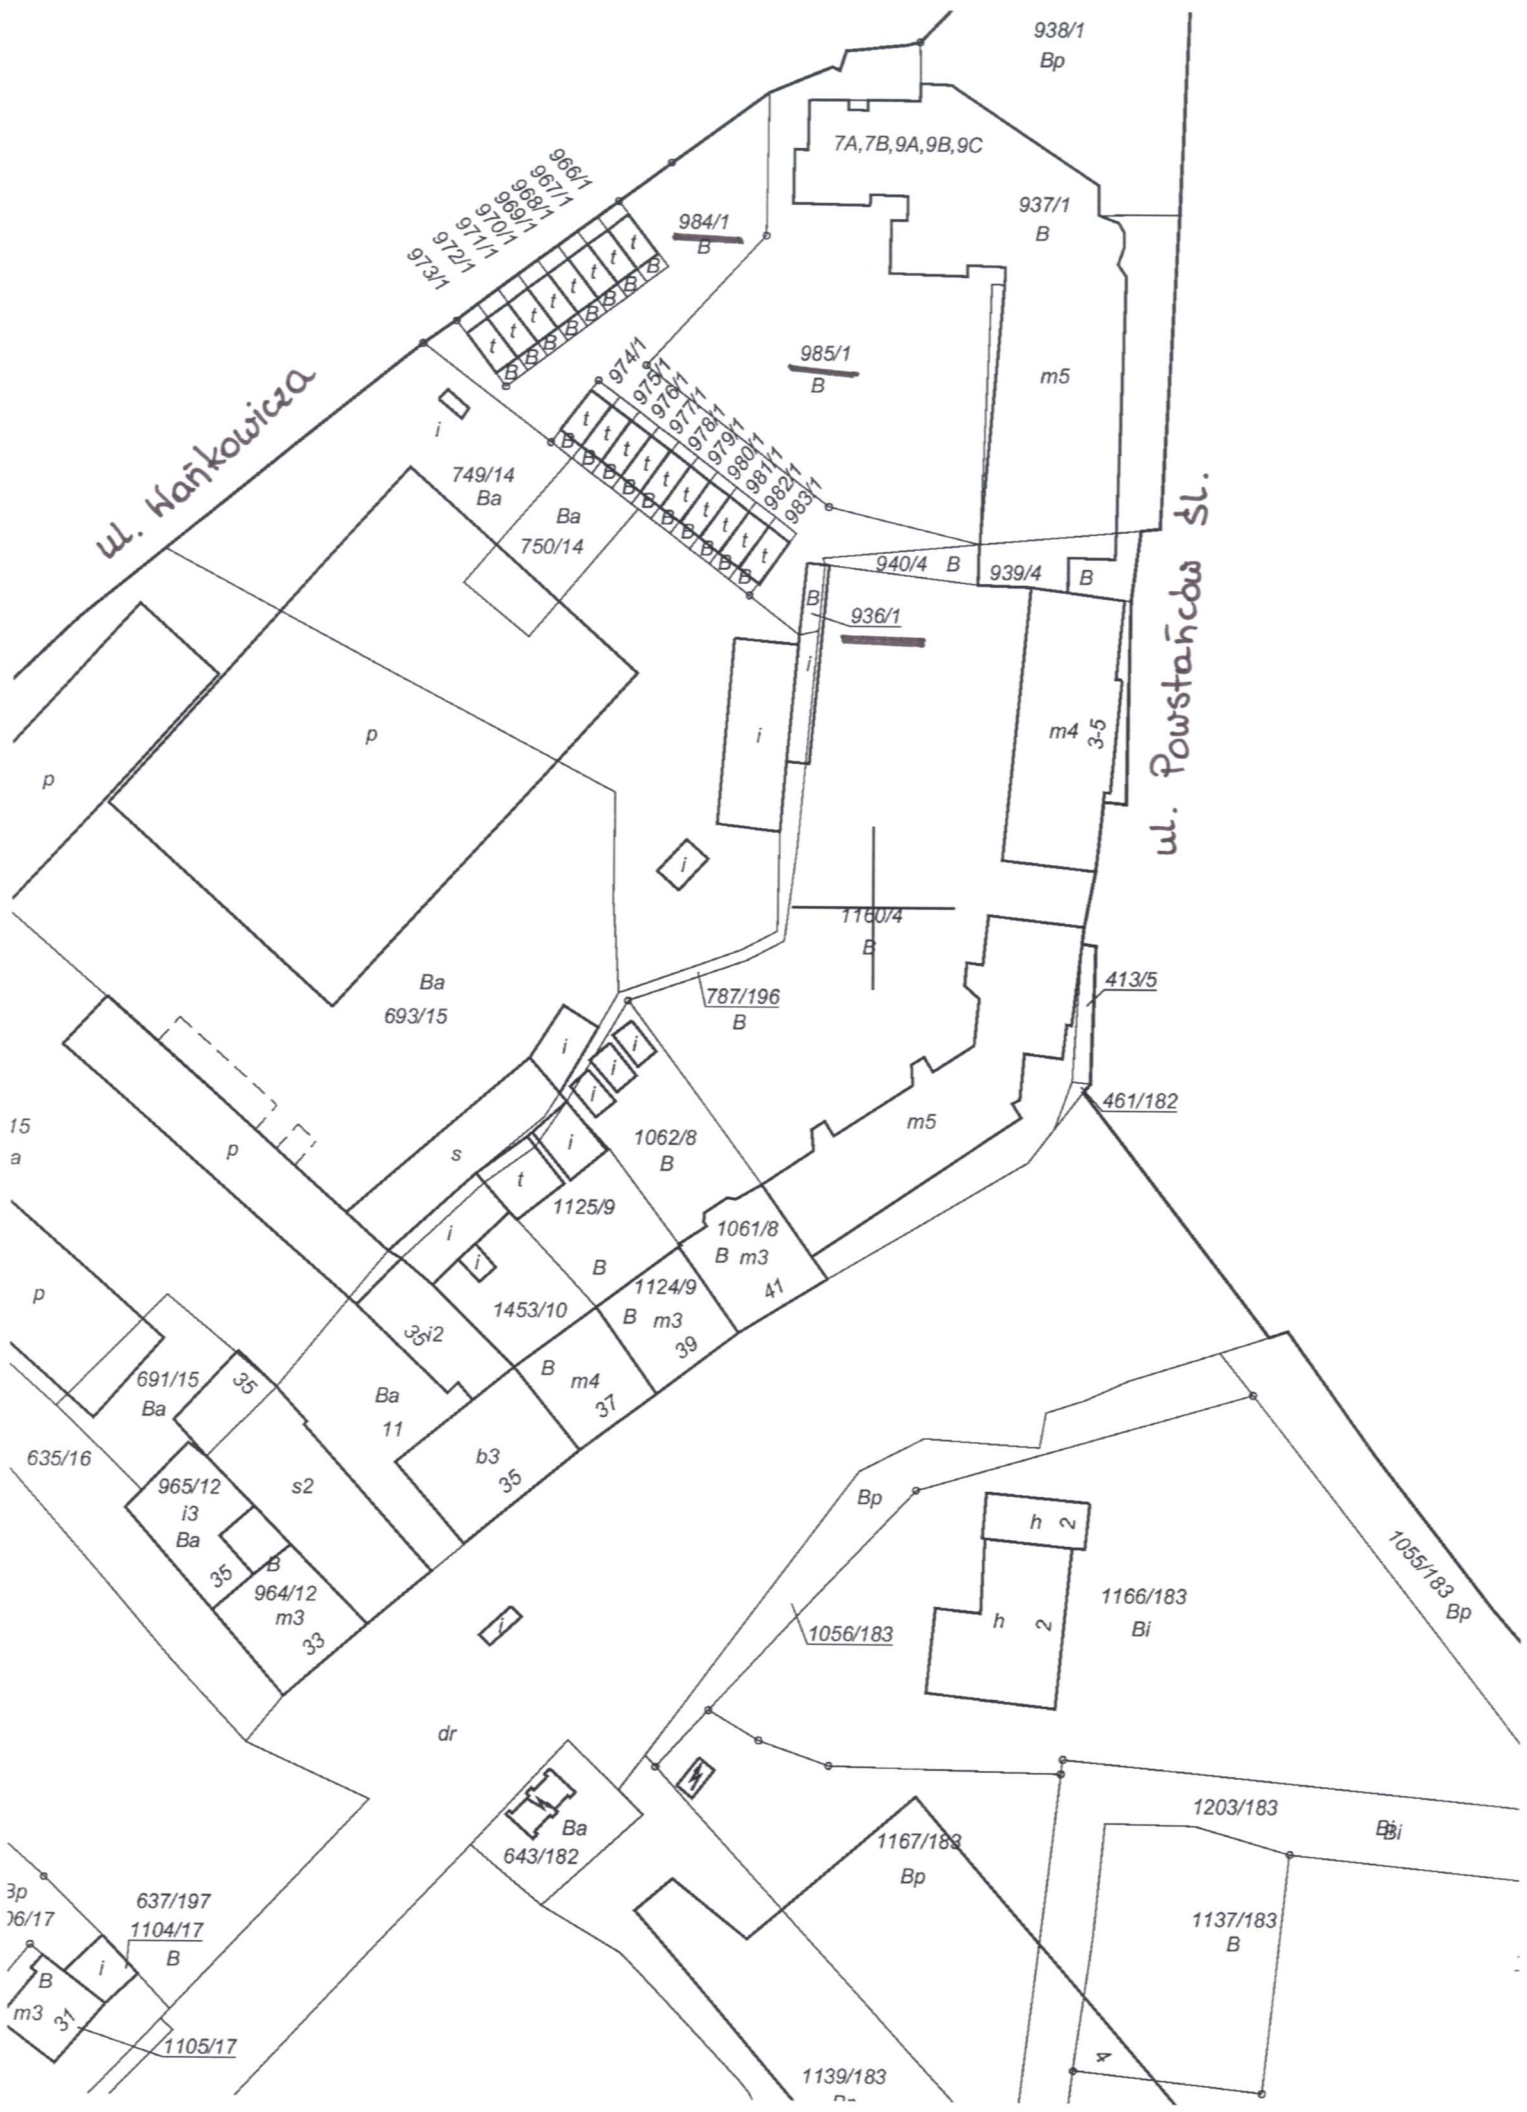 938/1
Bp
7A,7B,9A,9B,9C
966/1
967/1
968/1
969/1
970/1
971/1
972/1
973/1
984/1
B
937/1
B
t
t
t
t
t
t
t
t
B
B
B
B
B
B
B
B
ul. Wańkowicza
985/1
B
m5
974/1
975/1
976/1
977/1
978/1
979/1
980/1
981/1
982/1
983/1
t
t
t
t
t
t
t
t
t
t
B
B
B
B
B
B
B
B
B
B
i
749/14
Ba
Ba
750/14
940/4
B
939/4
B
B
936/1
i
ul. Powstańców Śl.
p
p
i
m4
3-5
i
1160/4
B
Ba
693/15
787/196
B
413/5
461/182
i
i
i
i
m5
15
a
p
s
i
1062/8
B
t
1125/9
1061/8
B m3
41
i
i
B
1124/9
B m3
39
p
1453/10
35
i2
B
m4
37
691/15
Ba
35
Ba
11
635/16
965/12
i3
Ba
35
s2
b3
35
B
964/12
m3
33
i
Bp
h 2
h 2
1166/183
Bi
1055/183
Bp
1056/183
dr
Ba
643/182
1203/183
Bi
Bi
1167/183
Bp
1137/183
B
Bp
06/17
637/197
1104/17
B
i
B
m3 31
1105/17
1139/183
4